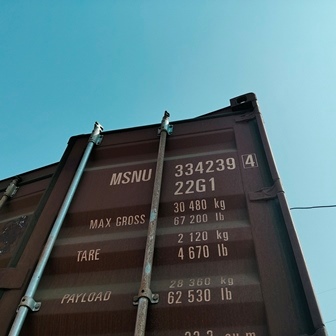 MSNU 334239 4
22G1
MAX GROSS 30 480 kg
67 200 lb
TARE 2 120 kg
4 670 lb
PAYLOAD 28 360 kg
62 530 lb